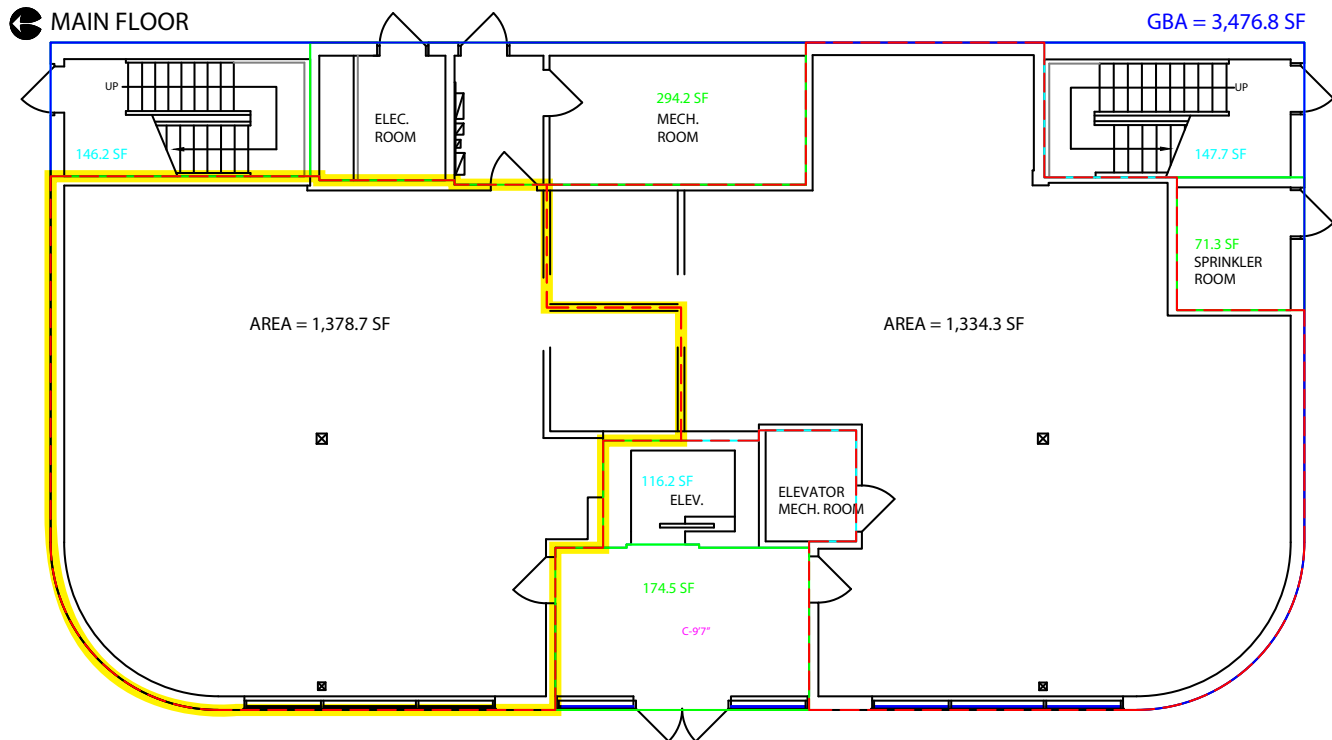 MAIN FLOOR
GBA = 3,476.8 SF
UP
146.2 SF
ELEC.
ROOM
294.2 SF
MECH.
ROOM
UP
147.7 SF
71.3 SF
SPRINKLER
ROOM
AREA = 1,378.7 SF
AREA = 1,334.3 SF
116.2 SF
ELEV.
ELEVATOR
MECH. ROOM
174.5 SF
C-9'7"